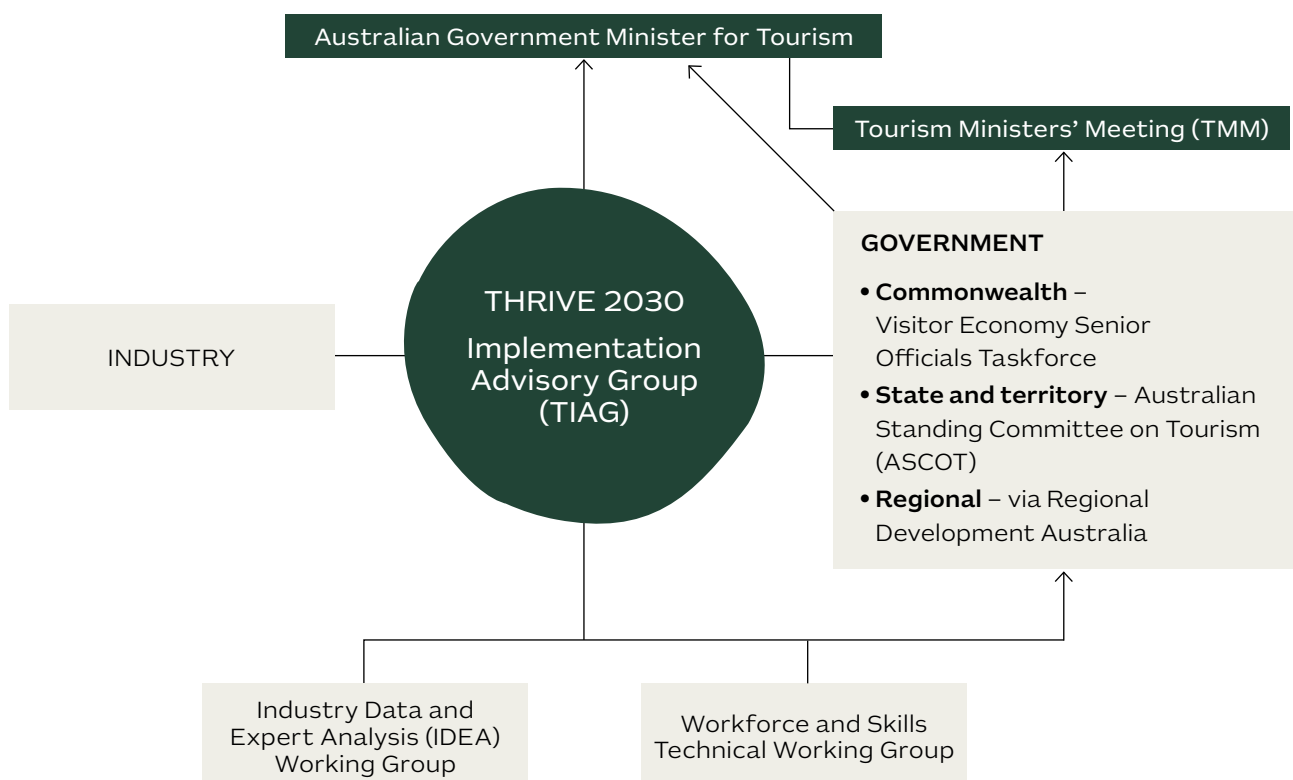 Australian Government Minister for Tourism
Tourism Ministers’ Meeting (TMM)
THRIVE 2030
Implementation
Advisory Group
(TIAG)
INDUSTRY
GOVERNMENT
• Commonwealth –
Visitor Economy Senior
Officials Taskforce
• State and territory – Australian
Standing Committee on Tourism
(ASCOT)
• Regional – via Regional
Development Australia
Industry Data and
Expert Analysis (IDEA)
Working Group
Workforce and Skills
Technical Working Group